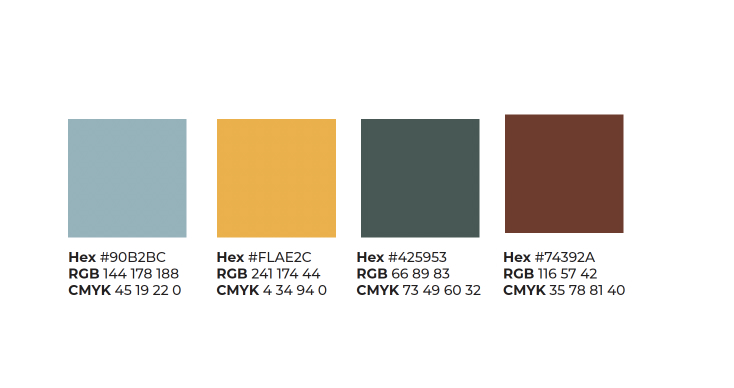 Hex #90B2BC
RGB 144 178 188
CMYK 45 19 22 0
Hex #FLAE2C
RGB 241 174 44
CMYK 4 34 94 0
Hex #425953
RGB 66 89 83
CMYK 73 49 60 32
Hex #74392A
RGB 116 57 42
CMYK 35 78 81 40